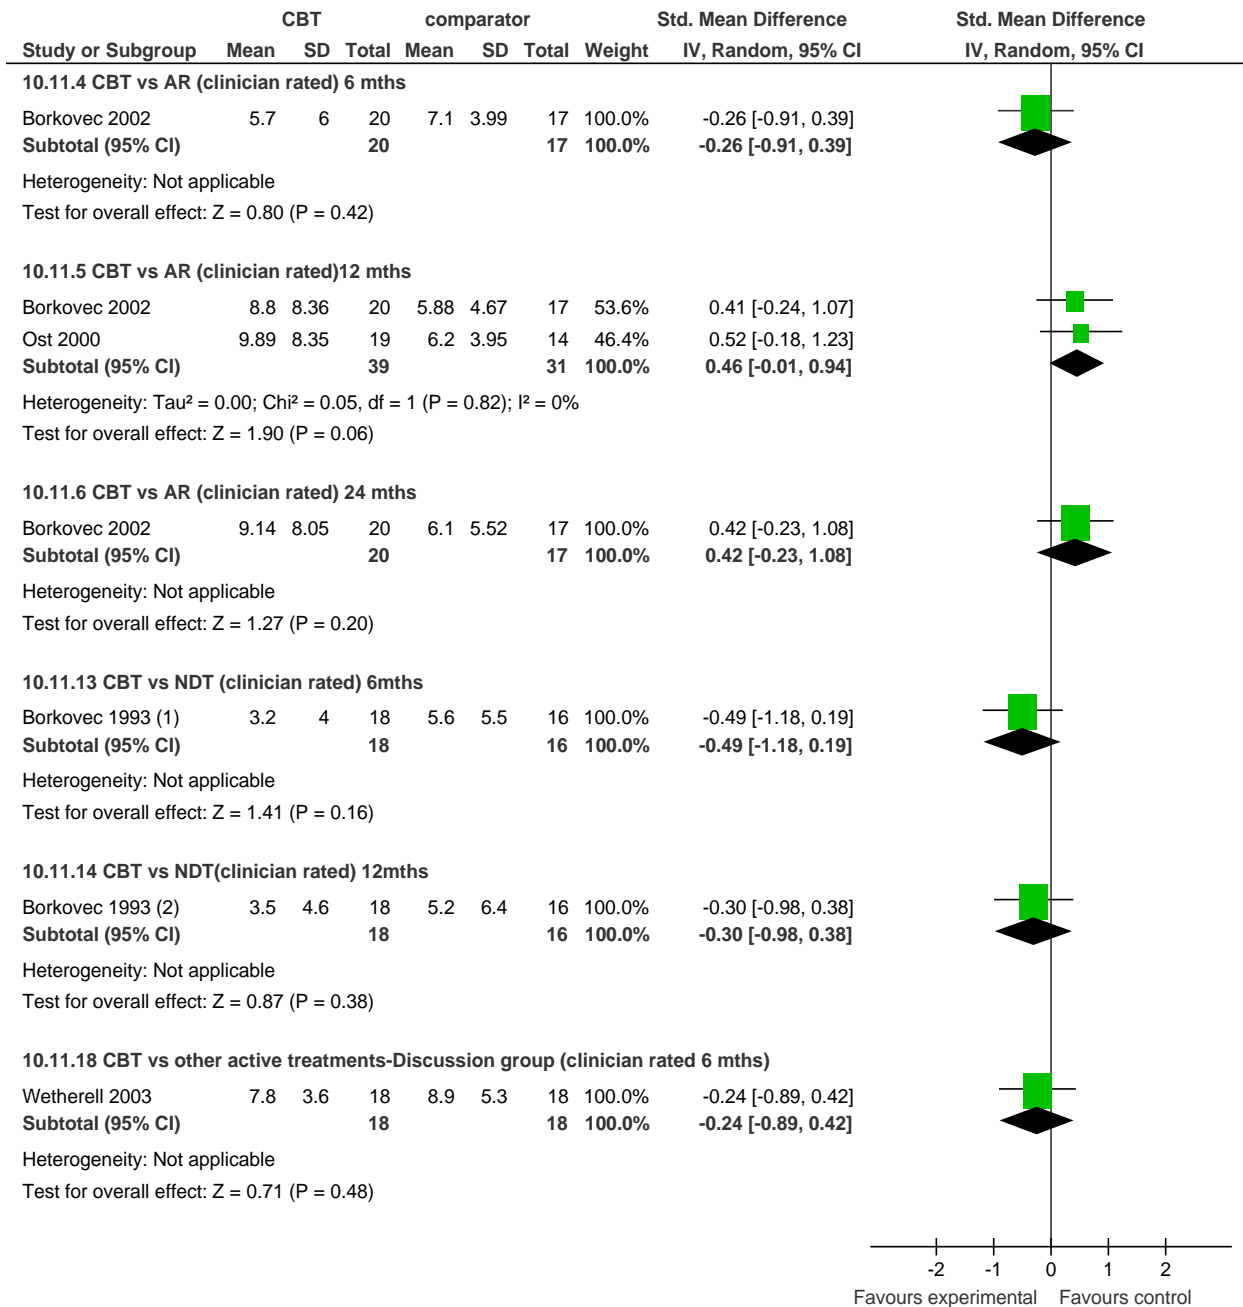 CBT comparator Std. Mean Difference Std. Mean Difference
Study or Subgroup Mean SD Total Mean SD Total Weight IV, Random, 95% CI IV, Random, 95% CI
10.11.4 CBT vs AR (clinician rated) 6 mths
Borkovec 2002 5.7 6 20 7.1 3.99 17 100.0% -0.26 [-0.91, 0.39]
Subtotal (95% CI) 20 17 100.0% -0.26 [-0.91, 0.39]
Heterogeneity: Not applicable
Test for overall effect: Z = 0.80 (P = 0.42)
10.11.5 CBT vs AR (clinician rated)12 mths
Borkovec 2002 8.8 8.36 20 5.88 4.67 17 53.6% 0.41 [-0.24, 1.07]
Ost 2000 9.89 8.35 19 6.2 3.95 14 46.4% 0.52 [-0.18, 1.23]
Subtotal (95% CI) 39 31 100.0% 0.46 [-0.01, 0.94]
Heterogeneity: Tau² = 0.00; Chi² = 0.05, df = 1 (P = 0.82); I² = 0%
Test for overall effect: Z = 1.90 (P = 0.06)
10.11.6 CBT vs AR (clinician rated) 24 mths
Borkovec 2002 9.14 8.05 20 6.1 5.52 17 100.0% 0.42 [-0.23, 1.08]
Subtotal (95% CI) 20 17 100.0% 0.42 [-0.23, 1.08]
Heterogeneity: Not applicable
Test for overall effect: Z = 1.27 (P = 0.20)
10.11.13 CBT vs NDT (clinician rated) 6mths
Borkovec 1993 (1) 3.2 4 18 5.6 5.5 16 100.0% -0.49 [-1.18, 0.19]
Subtotal (95% CI) 18 16 100.0% -0.49 [-1.18, 0.19]
Heterogeneity: Not applicable
Test for overall effect: Z = 1.41 (P = 0.16)
10.11.14 CBT vs NDT(clinician rated) 12mths
Borkovec 1993 (2) 3.5 4.6 18 5.2 6.4 16 100.0% -0.30 [-0.98, 0.38]
Subtotal (95% CI) 18 16 100.0% -0.30 [-0.98, 0.38]
Heterogeneity: Not applicable
Test for overall effect: Z = 0.87 (P = 0.38)
10.11.18 CBT vs other active treatments-Discussion group (clinician rated 6 mths)
Wetherell 2003 7.8 3.6 18 8.9 5.3 18 100.0% -0.24 [-0.89, 0.42]
Subtotal (95% CI) 18 18 100.0% -0.24 [-0.89, 0.42]
Heterogeneity: Not applicable
Test for overall effect: Z = 0.71 (P = 0.48)
-2 -1 0 1 2
Favours experimental Favours control